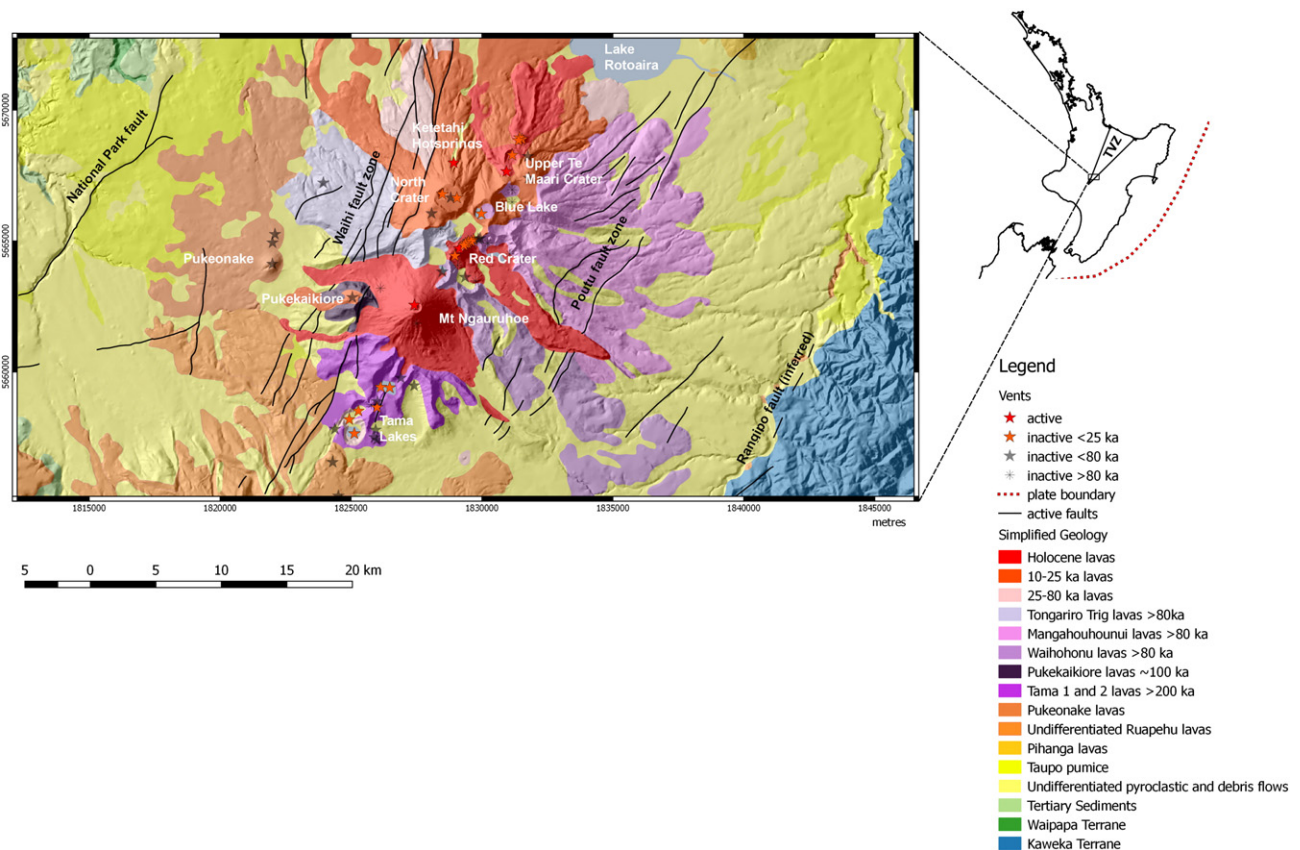 Lake
Rotoaira
5670000
National Park fault
Ketetahi
Hotsprings
Upper Te
Maari Crater
Waihi fault zone
North
Crater
Blue Lake
TVZ
5665000
Pukeonake
Red Crater
Poutu fault zone
Pukekaikiore
Mt Ngauruhoe
5660000
Rangipo fault (inferred)
Tama
Lakes
1815000 1820000 1825000 1830000 1835000 1840000 1845000
metres
5 0 5 10 15 20 km
Legend
Vents
active
inactive <25 ka
inactive <80 ka
inactive >80 ka
plate boundary
active faults
Simplified Geology
Holocene lavas
10-25 ka lavas
25-80 ka lavas
Tongariro Trig lavas >80ka
Mangahouhounui lavas >80 ka
Waihohonu lavas >80 ka
Pukekaikiore lavas ~100 ka
Tama 1 and 2 lavas >200 ka
Pukeonake lavas
Undifferentiated Ruapehu lavas
Pihanga lavas
Taupo pumice
Undifferentiated pyroclastic and debris flows
Tertiary Sediments
Waipapa Terrane
Kaweka Terrane